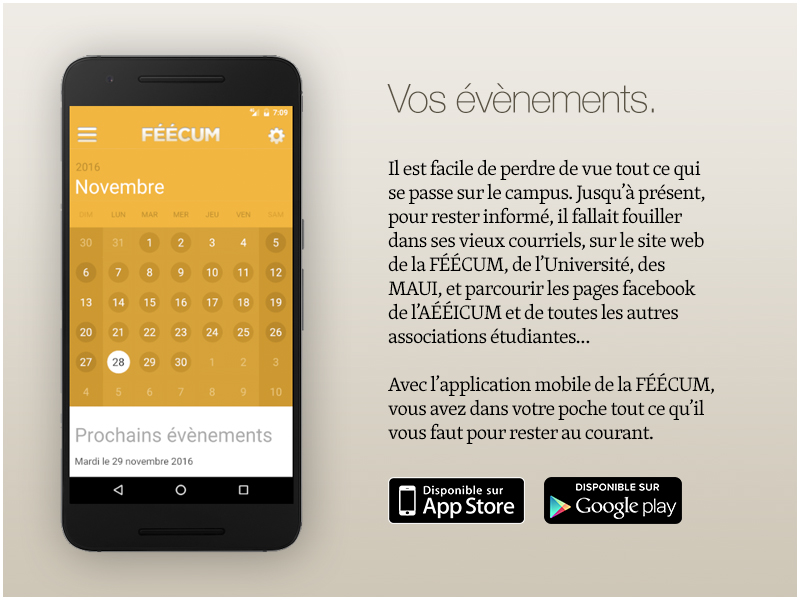 7:09
FÉÉCUM
2016
Novembre
DIM LUN MAR MER JEU VEN SAM
30 31 1 2 3 4 5
6 7 8 9 10 11 12
13 14 15 16 17 18 19
20 21 22 23 24 25 26
27 28 29 30 1 2 3
4 5 6 7 8 9 10
Prochains évènements
Mardi le 29 novembre 2016
Vos évènements.
Il est facile de perdre de vue tout ce qui
se passe sur le campus. Jusqu’à présent,
pour rester informé, il fallait fouiller
dans ses vieux courriels, sur le site web
de la FÉÉCUM, de l’Université, des
MAUI, et parcourir les pages facebook
de l’AÉÉICUM et de toutes les autres
associations étudiantes...
Avec l’application mobile de la FÉÉCUM,
vous avez dans votre poche tout ce qu’il
vous faut pour rester au courant.
Disponible sur
App Store
DISPONIBLE SUR
Google play